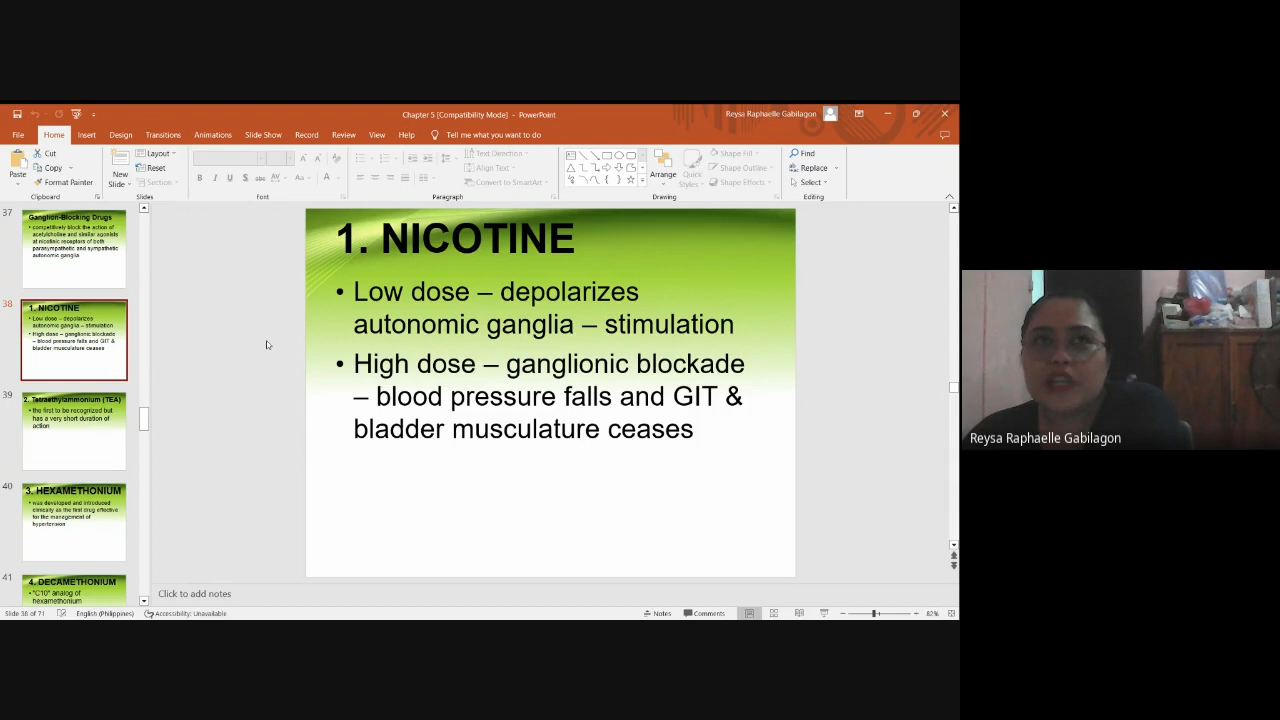 Chapter 5 [Compatibility Mode] - PowerPoint
Reysa Raphaelle Gabilagon
File Home Insert Design Transitions Animations Slide Show Record Review View Help Tell me what you want to do
Paste
Cut
Copy
Format Painter
Clipboard
New
Slide
Layout
Reset
Section
Slides
Font
Text Direction
Align Text
Convert to SmartArt
Paragraph
Arrange
Quick
Styles
Shape Fill
Shape Outline
Shape Effects
Drawing
Find
Replace
Select
Editing
37
Ganglion-Blocking Drugs
• competitively block the action of
acetylcholine and similar agonists
at nicotinic receptors of both
parasympathetic and sympathetic
autonomic ganglia
38
1. NICOTINE
• Low dose – depolarizes
autonomic ganglia – stimulation
• High dose – ganglionic blockade
– blood pressure falls and GIT &
bladder musculature ceases
39
2. Tetraethylammonium (TEA)
• the first to be recognized but
has a very short duration of
action
40
3. HEXAMETHONIUM
• was developed and introduced
clinically as the first drug effective
for the management of
hypertension
41
4. DECAMETHONIUM
• "C10" analog of
hexamethonium
1. NICOTINE
• Low dose – depolarizes
autonomic ganglia – stimulation
• High dose – ganglionic blockade
– blood pressure falls and GIT &
bladder musculature ceases
Click to add notes
Slide 38 of 71 English (Philippines) Accessibility: Unavailable Notes Comments 82%
Reysa Raphaelle Gabilagon